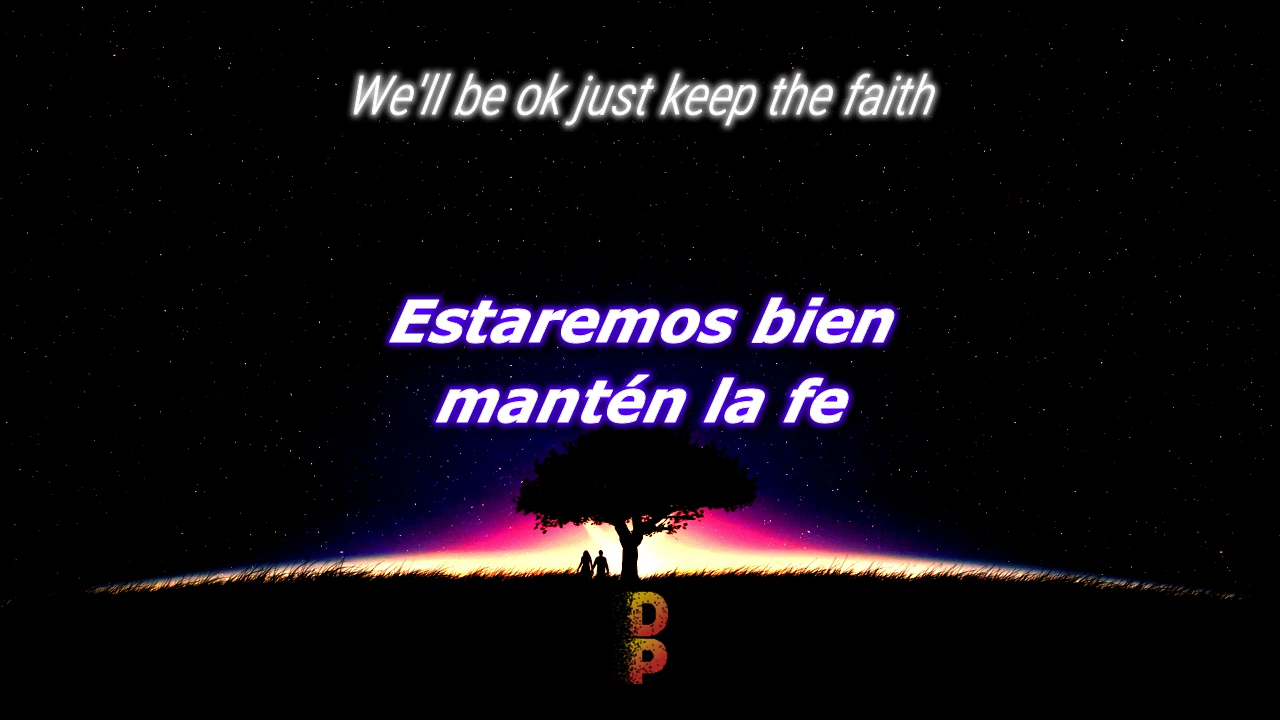 We'll be ok just keep the faith
Estaremos bien
mantén la fe
D
P